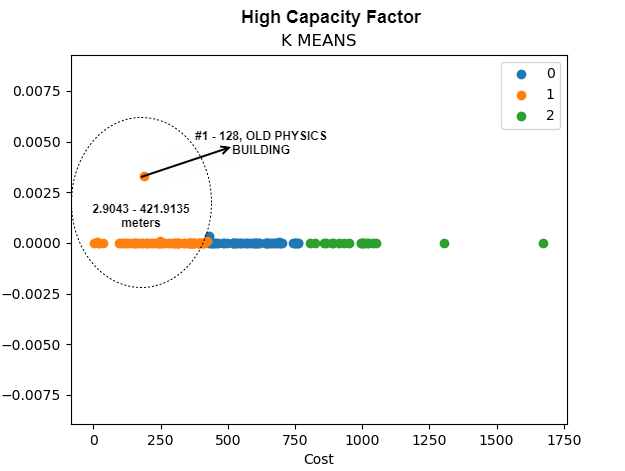 High Capacity Factor
K MEANS
0
1
2
0.0075
0.0050
0.0025
0.0000
−0.0025
−0.0050
−0.0075
#1 - 128, OLD PHYSICS
BUILDING
2.9043 - 421.9135
meters
0 250 500 750 1000 1250 1500 1750
Cost